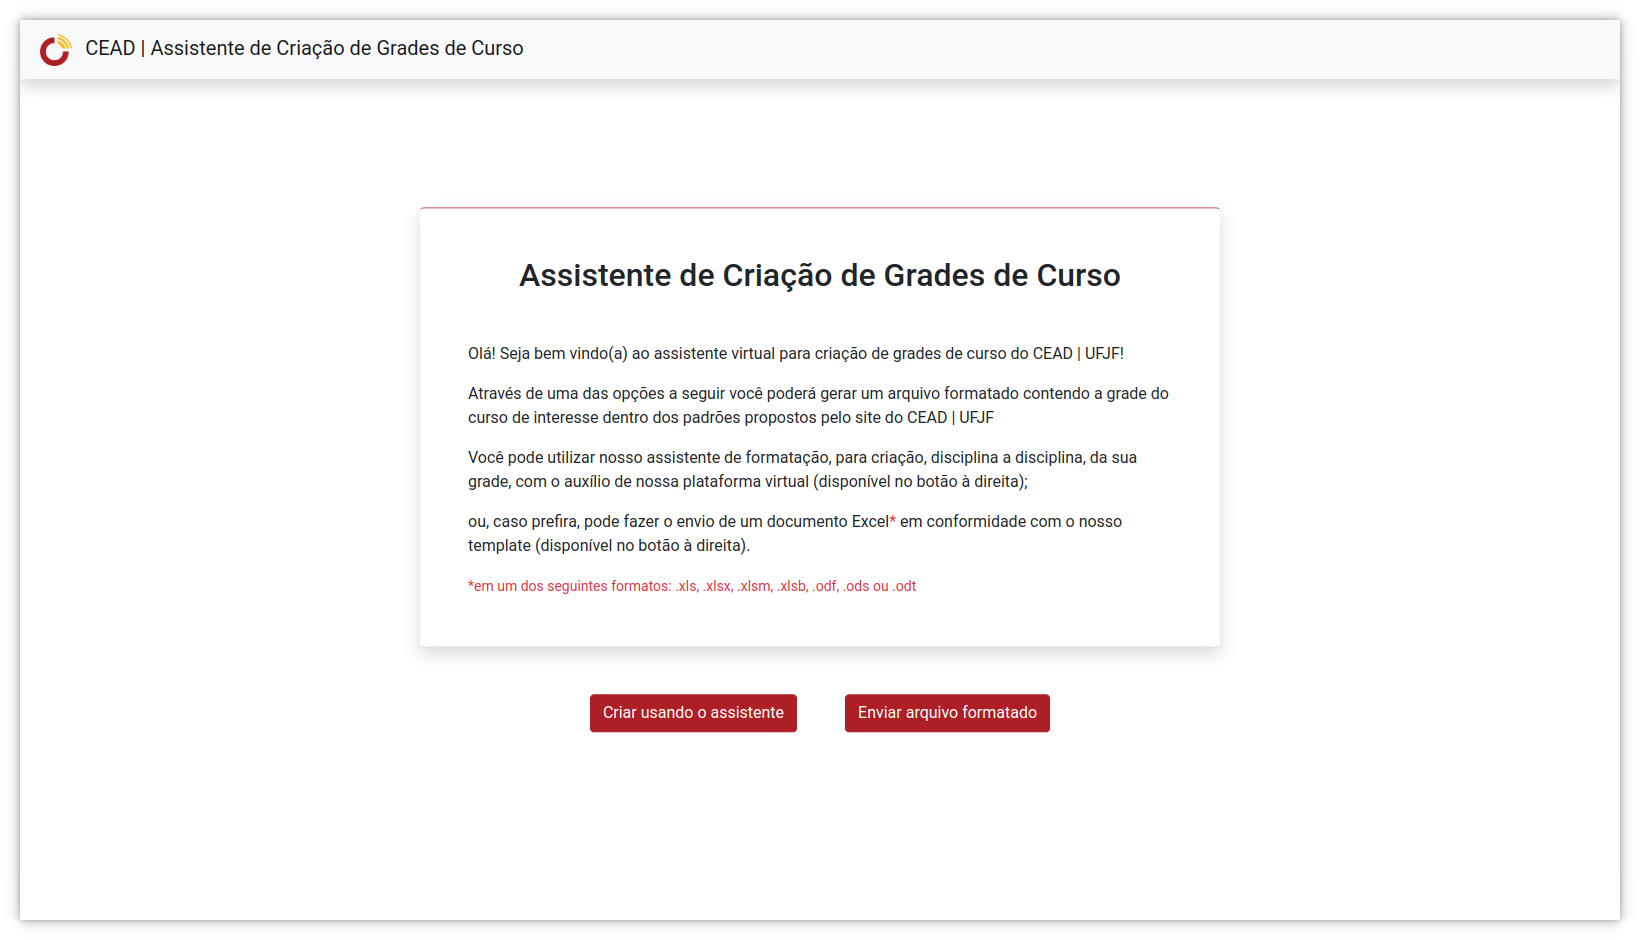 CEAD | Assistente de Criação de Grades de Curso
Assistente de Criação de Grades de Curso
Olá! Seja bem vindo(a) ao assistente virtual para criação de grades de curso do CEAD | UFJF!
Através de uma das opções a seguir você poderá gerar um arquivo formatado contendo a grade do
curso de interesse dentro dos padrões propostos pelo site do CEAD | UFJF
Você pode utilizar nosso assistente de formatação, para criação, disciplina a disciplina, da sua
grade, com o auxílio de nossa plataforma virtual (disponível no botão à direita);
ou, caso prefira, pode fazer o envio de um documento Excel* em conformidade com o nosso
template (disponível no botão à direita).
*em um dos seguintes formatos: .xls, .xlsx, .xlsm, .xlsb, .odf, .ods ou .odt
Criar usando o assistente
Enviar arquivo formatado